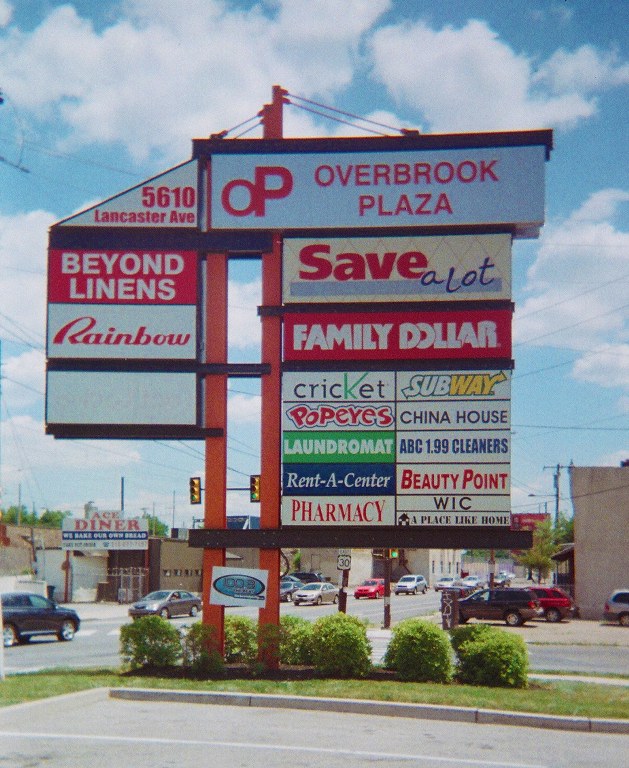 5610
Lancaster Ave
OP
OVERBROOK
PLAZA
BEYOND
LINENS
Rainbow
Save
a Lot
FAMILY DOLLAR
cricket
SUBWAY
POPEYES
CHINA HOUSE
LAUNDROMAT
ABC 1.99 CLEANERS
Rent-A-Center
BEAUTY POINT
PHARMACY
WIC
A PLACE LIKE HOME
ACE
DINER
WE BAKE OUR OWN BREAD
30